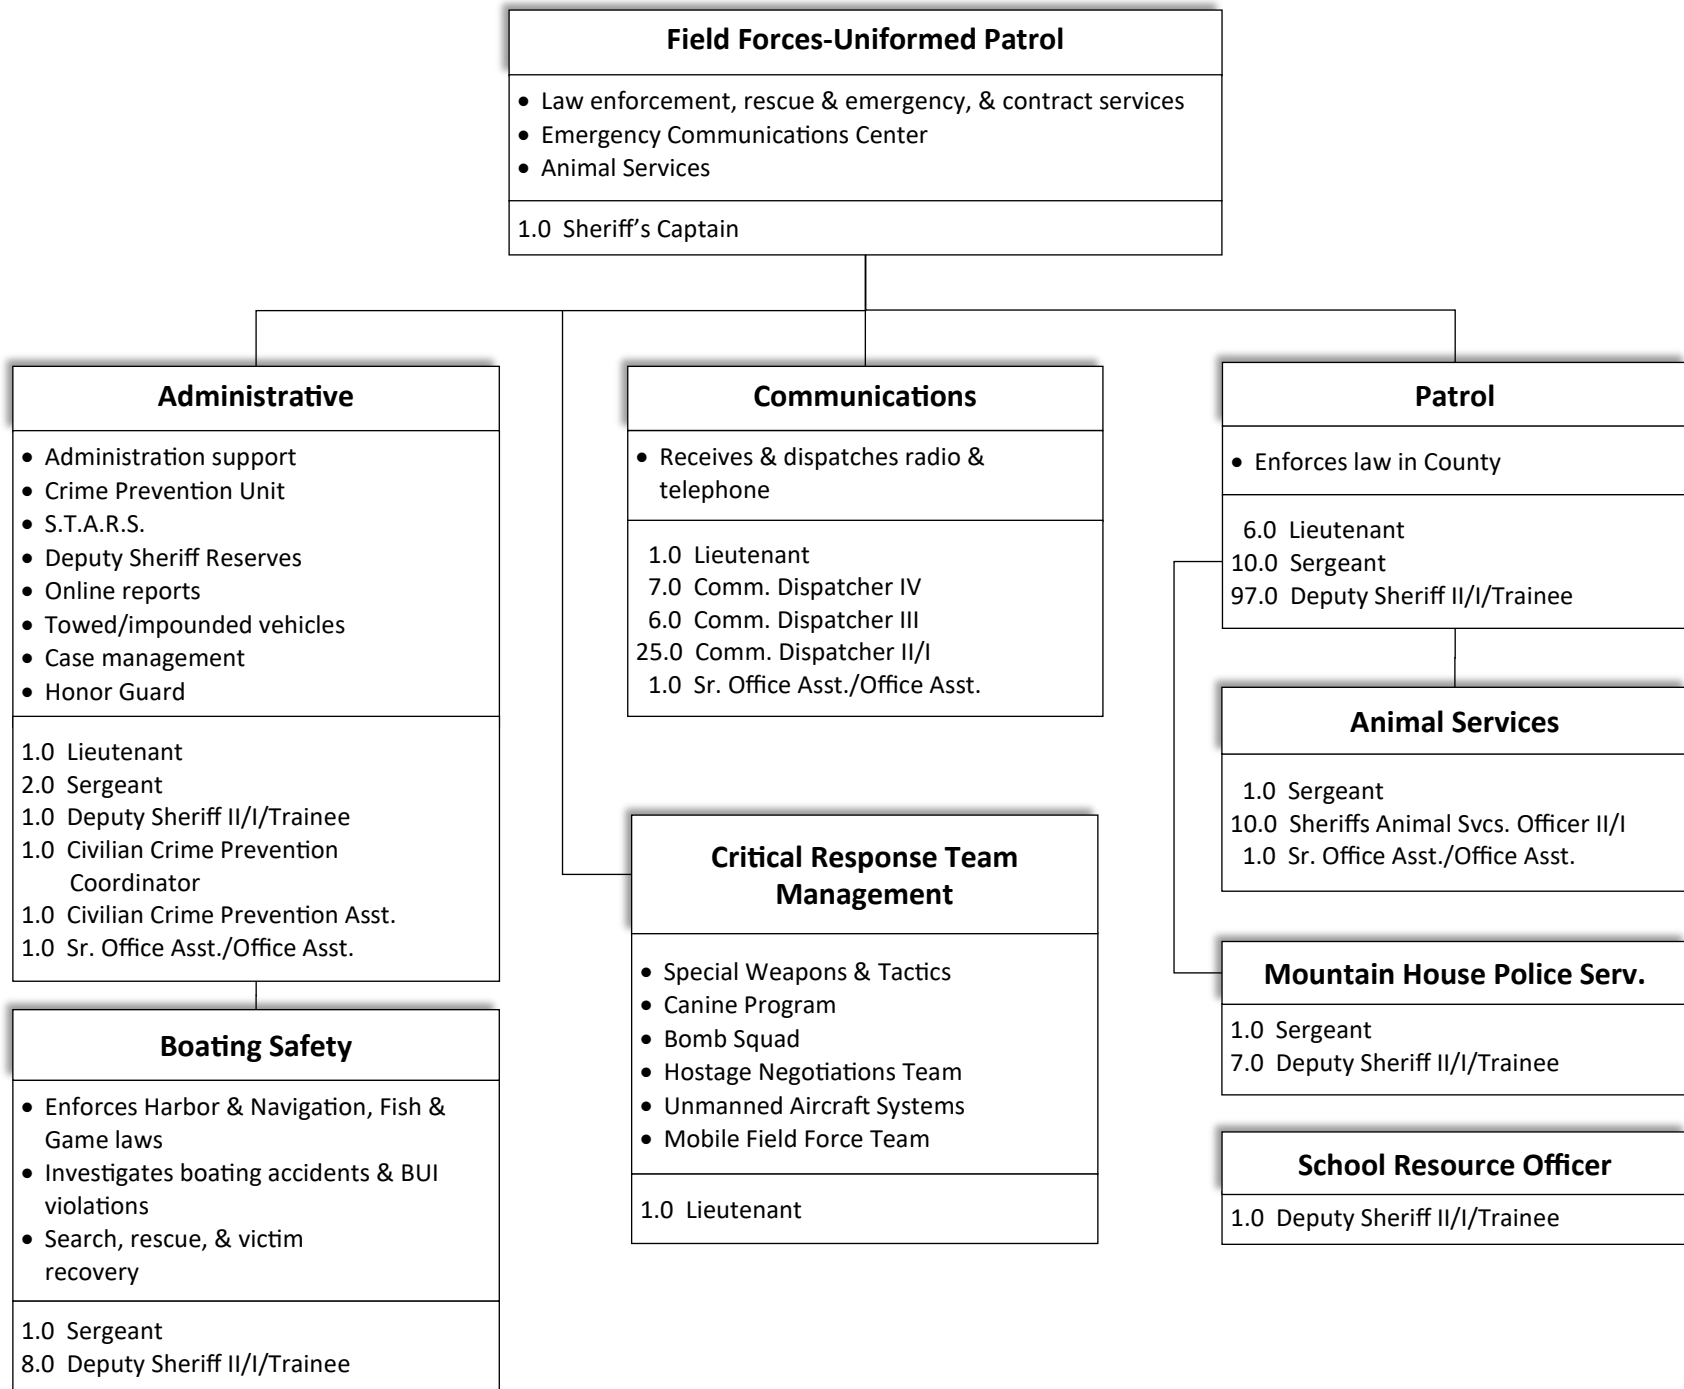 Field Forces-Uniformed Patrol
• Law enforcement, rescue & emergency, & contract services
• Emergency Communications Center
• Animal Services
1.0 Sheriff’s Captain
Administrative
• Administration support
• Crime Prevention Unit
• S.T.A.R.S.
• Deputy Sheriff Reserves
• Online reports
• Towed/impounded vehicles
• Case management
• Honor Guard
1.0 Lieutenant
2.0 Sergeant
1.0 Deputy Sheriff II/I/Trainee
1.0 Civilian Crime Prevention
Coordinator
1.0 Civilian Crime Prevention Asst.
1.0 Sr. Office Asst./Office Asst.
Boating Safety
• Enforces Harbor & Navigation, Fish &
Game laws
• Investigates boating accidents & BUI
violations
• Search, rescue, & victim
recovery
1.0 Sergeant
8.0 Deputy Sheriff II/I/Trainee
Communications
• Receives & dispatches radio &
telephone
1.0 Lieutenant
7.0 Comm. Dispatcher IV
6.0 Comm. Dispatcher III
25.0 Comm. Dispatcher II/I
1.0 Sr. Office Asst./Office Asst.
Critical Response Team
Management
• Special Weapons & Tactics
• Canine Program
• Bomb Squad
• Hostage Negotiations Team
• Unmanned Aircraft Systems
• Mobile Field Force Team
1.0 Lieutenant
Patrol
• Enforces law in County
6.0 Lieutenant
10.0 Sergeant
97.0 Deputy Sheriff II/I/Trainee
Animal Services
1.0 Sergeant
10.0 Sheriffs Animal Svcs. Officer II/I
1.0 Sr. Office Asst./Office Asst.
Mountain House Police Serv.
1.0 Sergeant
7.0 Deputy Sheriff II/I/Trainee
School Resource Officer
1.0 Deputy Sheriff II/I/Trainee